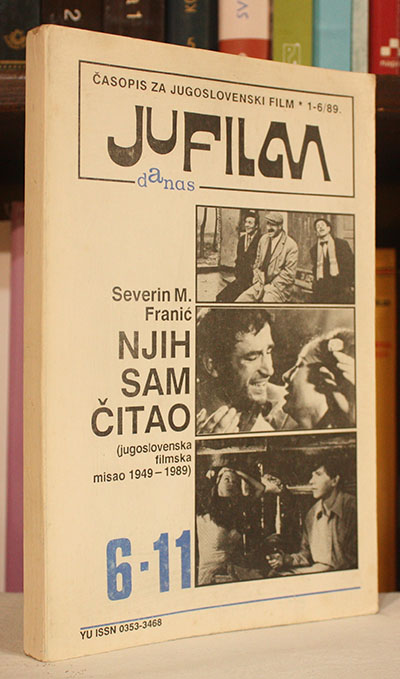 ČASOPIS ZA JUGOSLOVENSKI FILM * 1-6/89.
JUFILM
danas
Severin M.
Franić
NJIH
SAM
ČITAO
(jugoslovenska
filmska
misao 1949 – 1989)
6-11
YU ISSN 0353-3468